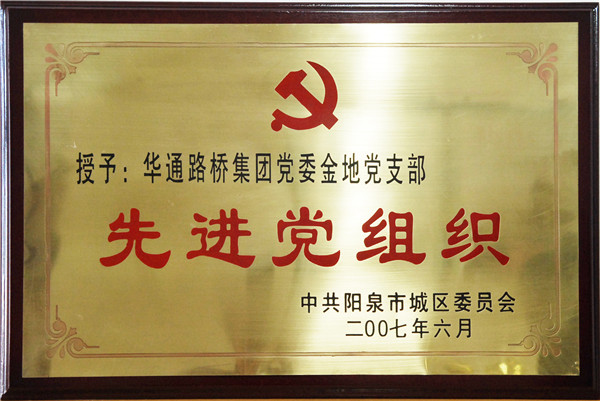 授予：华通路桥集团党委金地党支部
先进党组织
中共阳泉市城区委员会
二00七年六月